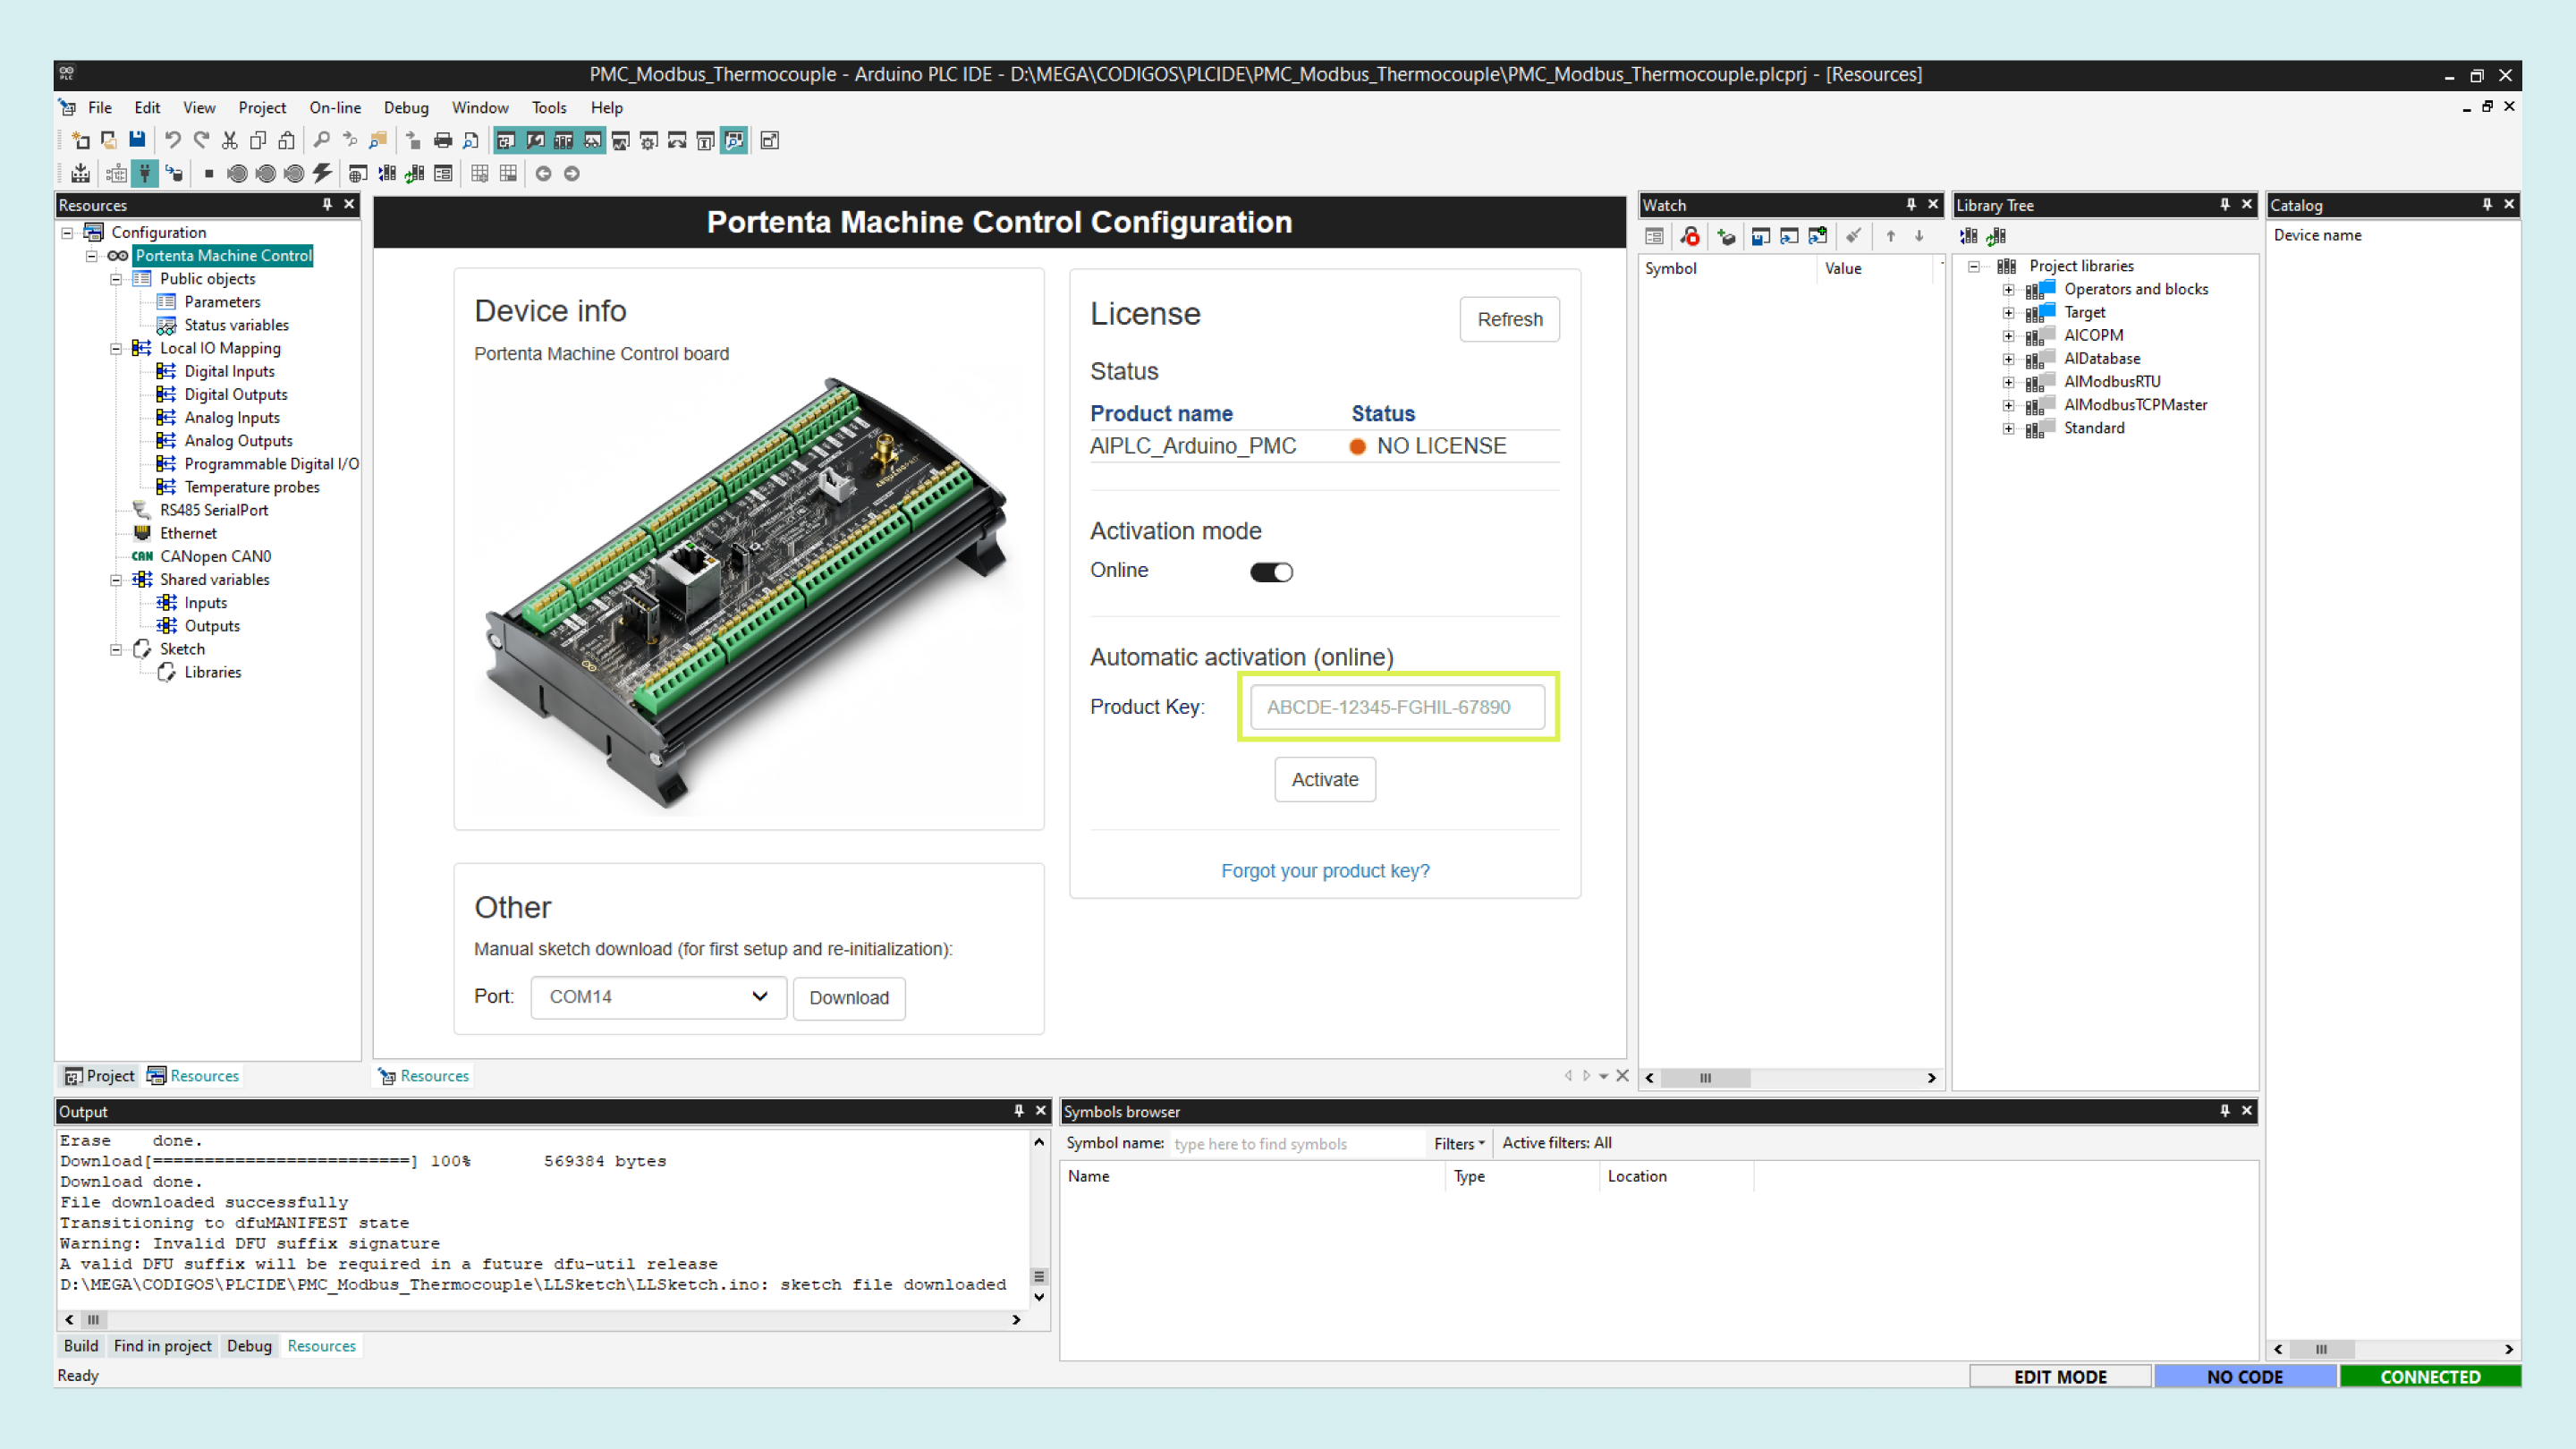 PMC_Modbus_Thermocouple - Arduino PLC IDE - D:\MEGA\CODIGOS\PLCIDE\PMC_Modbus_Thermocouple\PMC_Modbus_Thermocouple.plcprj - [Resources]
File Edit View Project On-line Debug Window Tools Help
Resources
Configuration
Portenta Machine Control
Public objects
Parameters
Status variables
Local IO Mapping
Digital Inputs
Digital Outputs
Analog Inputs
Analog Outputs
Programmable Digital I/O
Temperature probes
RS485 SerialPort
Ethernet
CAN CANopen CAN0
Shared variables
Inputs
Outputs
Sketch
Libraries
Project Resources
Portenta Machine Control Configuration
Device info
Portenta Machine Control board
Other
Manual sketch download (for first setup and re-initialization):
Port: COM14 Download
License
Refresh
Status
Product name Status
AIPLC_Arduino_PMC NO LICENSE
Activation mode
Online
Automatic activation (online)
Product Key: ABCDE-12345-FGHIL-67890
Activate
Forgot your product key?
Resources
Watch
Symbol Value
Library Tree
Project libraries
Operators and blocks
Target
AICOPM
AIDatabase
AIModbusRTU
AIModbusTCPMaster
Standard
Catalog
Device name
Output
Erase done.
Download[=========================] 100% 569384 bytes
Download done.
File downloaded successfully
Transitioning to dfuMANIFEST state
Warning: Invalid DFU suffix signature
A valid DFU suffix will be required in a future dfu-util release
D:\MEGA\CODIGOS\PLCIDE\PMC_Modbus_Thermocouple\LLSketch\LLSketch.ino: sketch file downloaded
Build Find in project Debug Resources
Symbols browser
Symbol name: type here to find symbols Filters Active filters: All
Name Type Location
Ready
EDIT MODE NO CODE CONNECTED